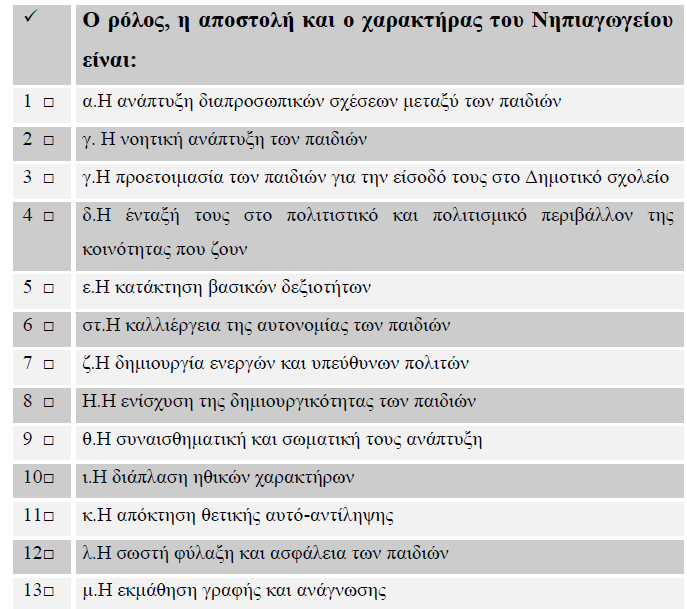 ✓ Ο ρόλος, η αποστολή και ο χαρακτήρας του Νηπιαγωγείου
είναι:
1 □ α.Η ανάπτυξη διαπροσωπικών σχέσεων μεταξύ των παιδιών
2 □ γ. Η νοητική ανάπτυξη των παιδιών
3 □ γ.Η προετοιμασία των παιδιών για την είσοδό τους στο Δημοτικό σχολείο
4 □ δ.Η ένταξή τους στο πολιτιστικό και πολιτισμικό περιβάλλον της
κοινότητας που ζουν
5 □ ε.Η κατάκτηση βασικών δεξιοτήτων
6 □ στ.Η καλλιέργεια της αυτονομίας των παιδιών
7 □ ζ.Η δημιουργία ενεργών και υπεύθυνων πολιτών
8 □ Η.Η ενίσχυση της δημιουργικότητας των παιδιών
9 □ θ.Η συναισθηματική και σωματική τους ανάπτυξη
10□ ι.Η διάπλαση ηθικών χαρακτήρων
11□ κ.Η απόκτηση θετικής αυτό-αντίληψης
12□ λ.Η σωστή φύλαξη και ασφάλεια των παιδιών
13□ μ.Η εκμάθηση γραφής και ανάγνωσης